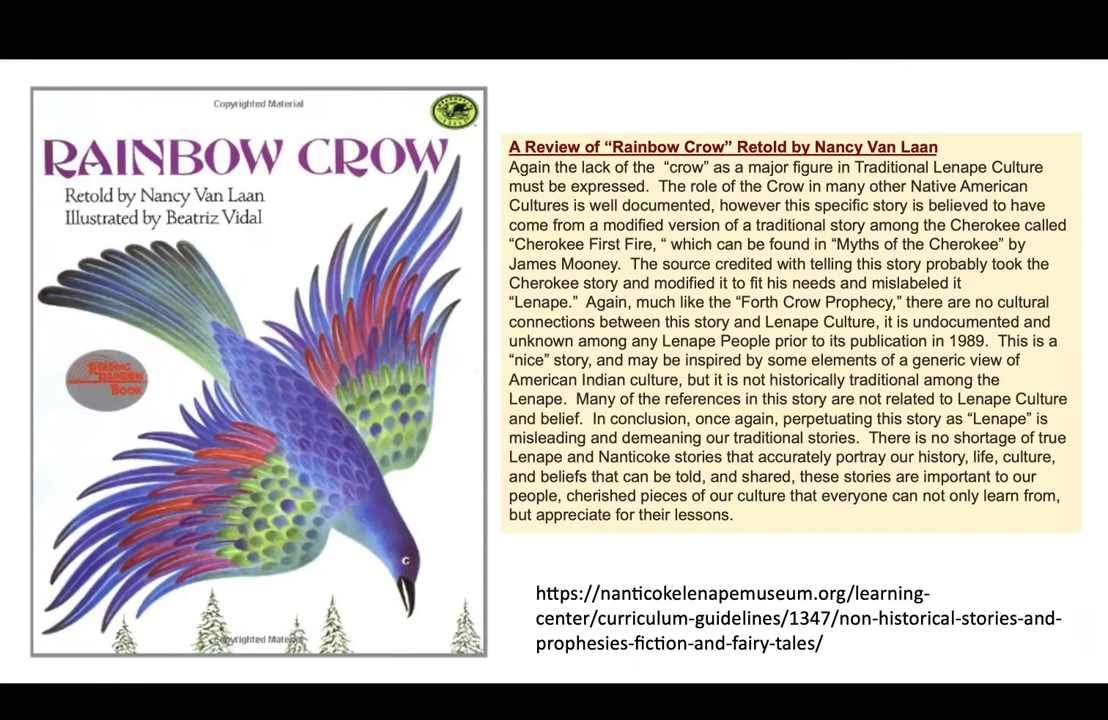 Copyrighted Material
RAINBOW CROW
Retold by Nancy Van Laan
Illustrated by Beatriz Vidal
READING
RAINBOW
BOOK
Copyrighted Material
A Review of “Rainbow Crow” Retold by Nancy Van Laan
Again the lack of the  “crow” as a major figure in Traditional Lenape Culture
must be expressed.  The role of the Crow in many other Native American
Cultures is well documented, however this specific story is believed to have
come from a modified version of a traditional story among the Cherokee called
“Cherokee First Fire, “ which can be found in “Myths of the Cherokee” by
James Mooney.  The source credited with telling this story probably took the
Cherokee story and modified it to fit his needs and mislabeled it
“Lenape.”  Again, much like the “Forth Crow Prophecy,” there are no cultural
connections between this story and Lenape Culture, it is undocumented and
unknown among any Lenape People prior to its publication in 1989.  This is a
“nice” story, and may be inspired by some elements of a generic view of
American Indian culture, but it is not historically traditional among the
Lenape.  Many of the references in this story are not related to Lenape Culture
and belief.  In conclusion, once again, perpetuating this story as “Lenape” is
misleading and demeaning our traditional stories.  There is no shortage of true
Lenape and Nanticoke stories that accurately portray our history, life, culture,
and beliefs that can be told, and shared, these stories are important to our
people, cherished pieces of our culture that everyone can not only learn from,
but appreciate for their lessons.
https://nanticokelenapemuseum.org/learning-
center/curriculum-guidelines/1347/non-historical-stories-and-
prophesies-fiction-and-fairy-tales/